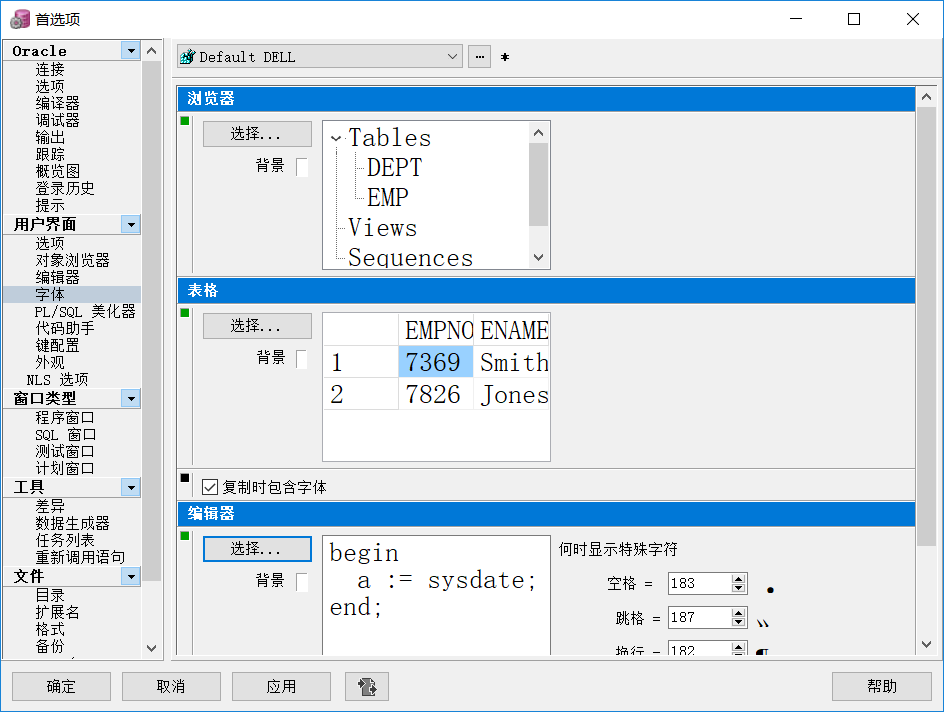 首选项
Oracle
连接
选项
编译器
调试器
输出
跟踪
概览图
登录历史
提示
用户界面
选项
对象浏览器
编辑器
字体
PL/SQL 美化器
代码助手
键配置
外观
NLS 选项
窗口类型
程序窗口
SQL 窗口
测试窗口
计划窗口
工具
差异
数据生成器
任务列表
重新调用语句
文件
目录
扩展名
格式
备份
Default DELL
...
*
浏览器
选择...
背景
Tables
DEPT
EMP
Views
Sequences
表格
选择...
背景
EMPNO ENAME
1 7369 Smith
2 7826 Jones
复制时包含字体
编辑器
选择...
背景
begin
a := sysdate;
end;
何时显示特殊字符
空格 = 183 •
跳格 = 187 »
换行 = 182 ¶
确定
取消
应用
帮助